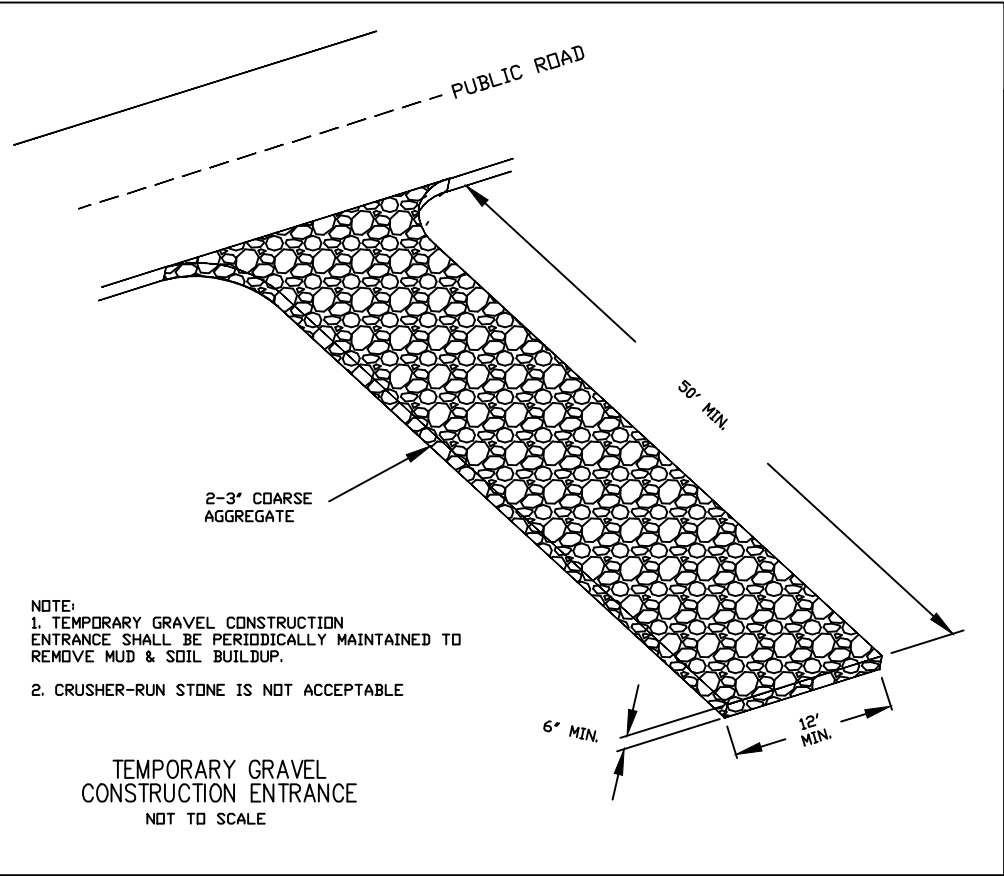 PUBLIC ROAD
50' MIN.
2-3" COARSE
AGGREGATE
NOTE:
1. TEMPORARY GRAVEL CONSTRUCTION
ENTRANCE SHALL BE PERIODICALLY MAINTAINED TO
REMOVE MUD & SOIL BUILDUP.
2. CRUSHER-RUN STONE IS NOT ACCEPTABLE
6" MIN.
12'
MIN.
TEMPORARY GRAVEL
CONSTRUCTION ENTRANCE
NOT TO SCALE